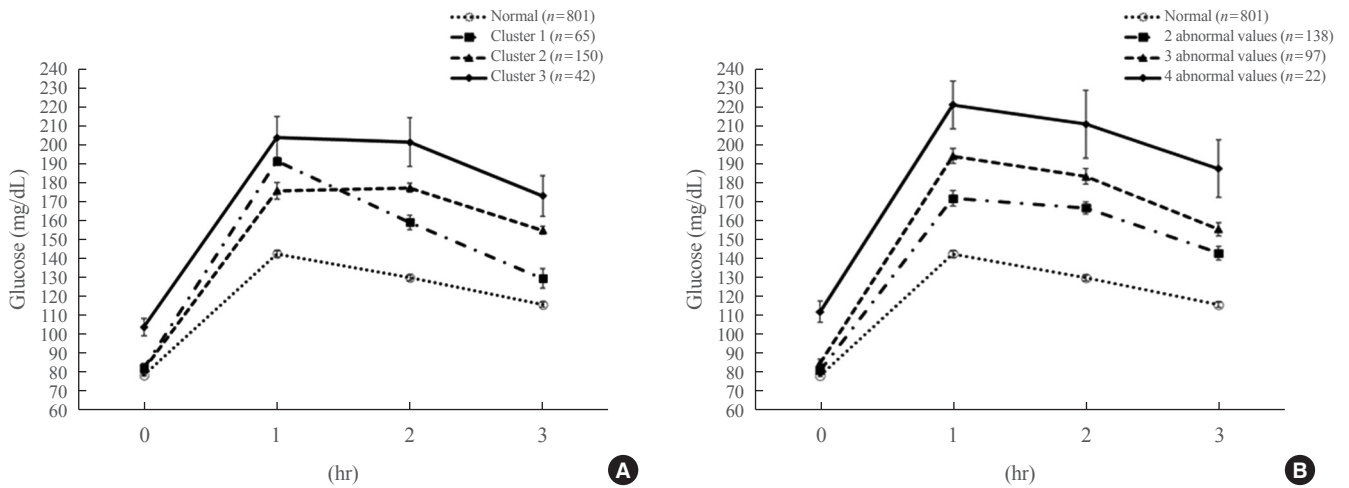 Normal (n=801)
Cluster 1 (n=65)
Cluster 2 (n=150)
Cluster 3 (n=42)
Glucose (mg/dL)
240
230
220
210
200
190
180
170
160
150
140
130
120
110
100
90
80
70
60
0 1 2 3
(hr)
A
Normal (n=801)
2 abnormal values (n=138)
3 abnormal values (n=97)
4 abnormal values (n=22)
Glucose (mg/dL)
240
230
220
210
200
190
180
170
160
150
140
130
120
110
100
90
80
70
60
0 1 2 3
(hr)
B